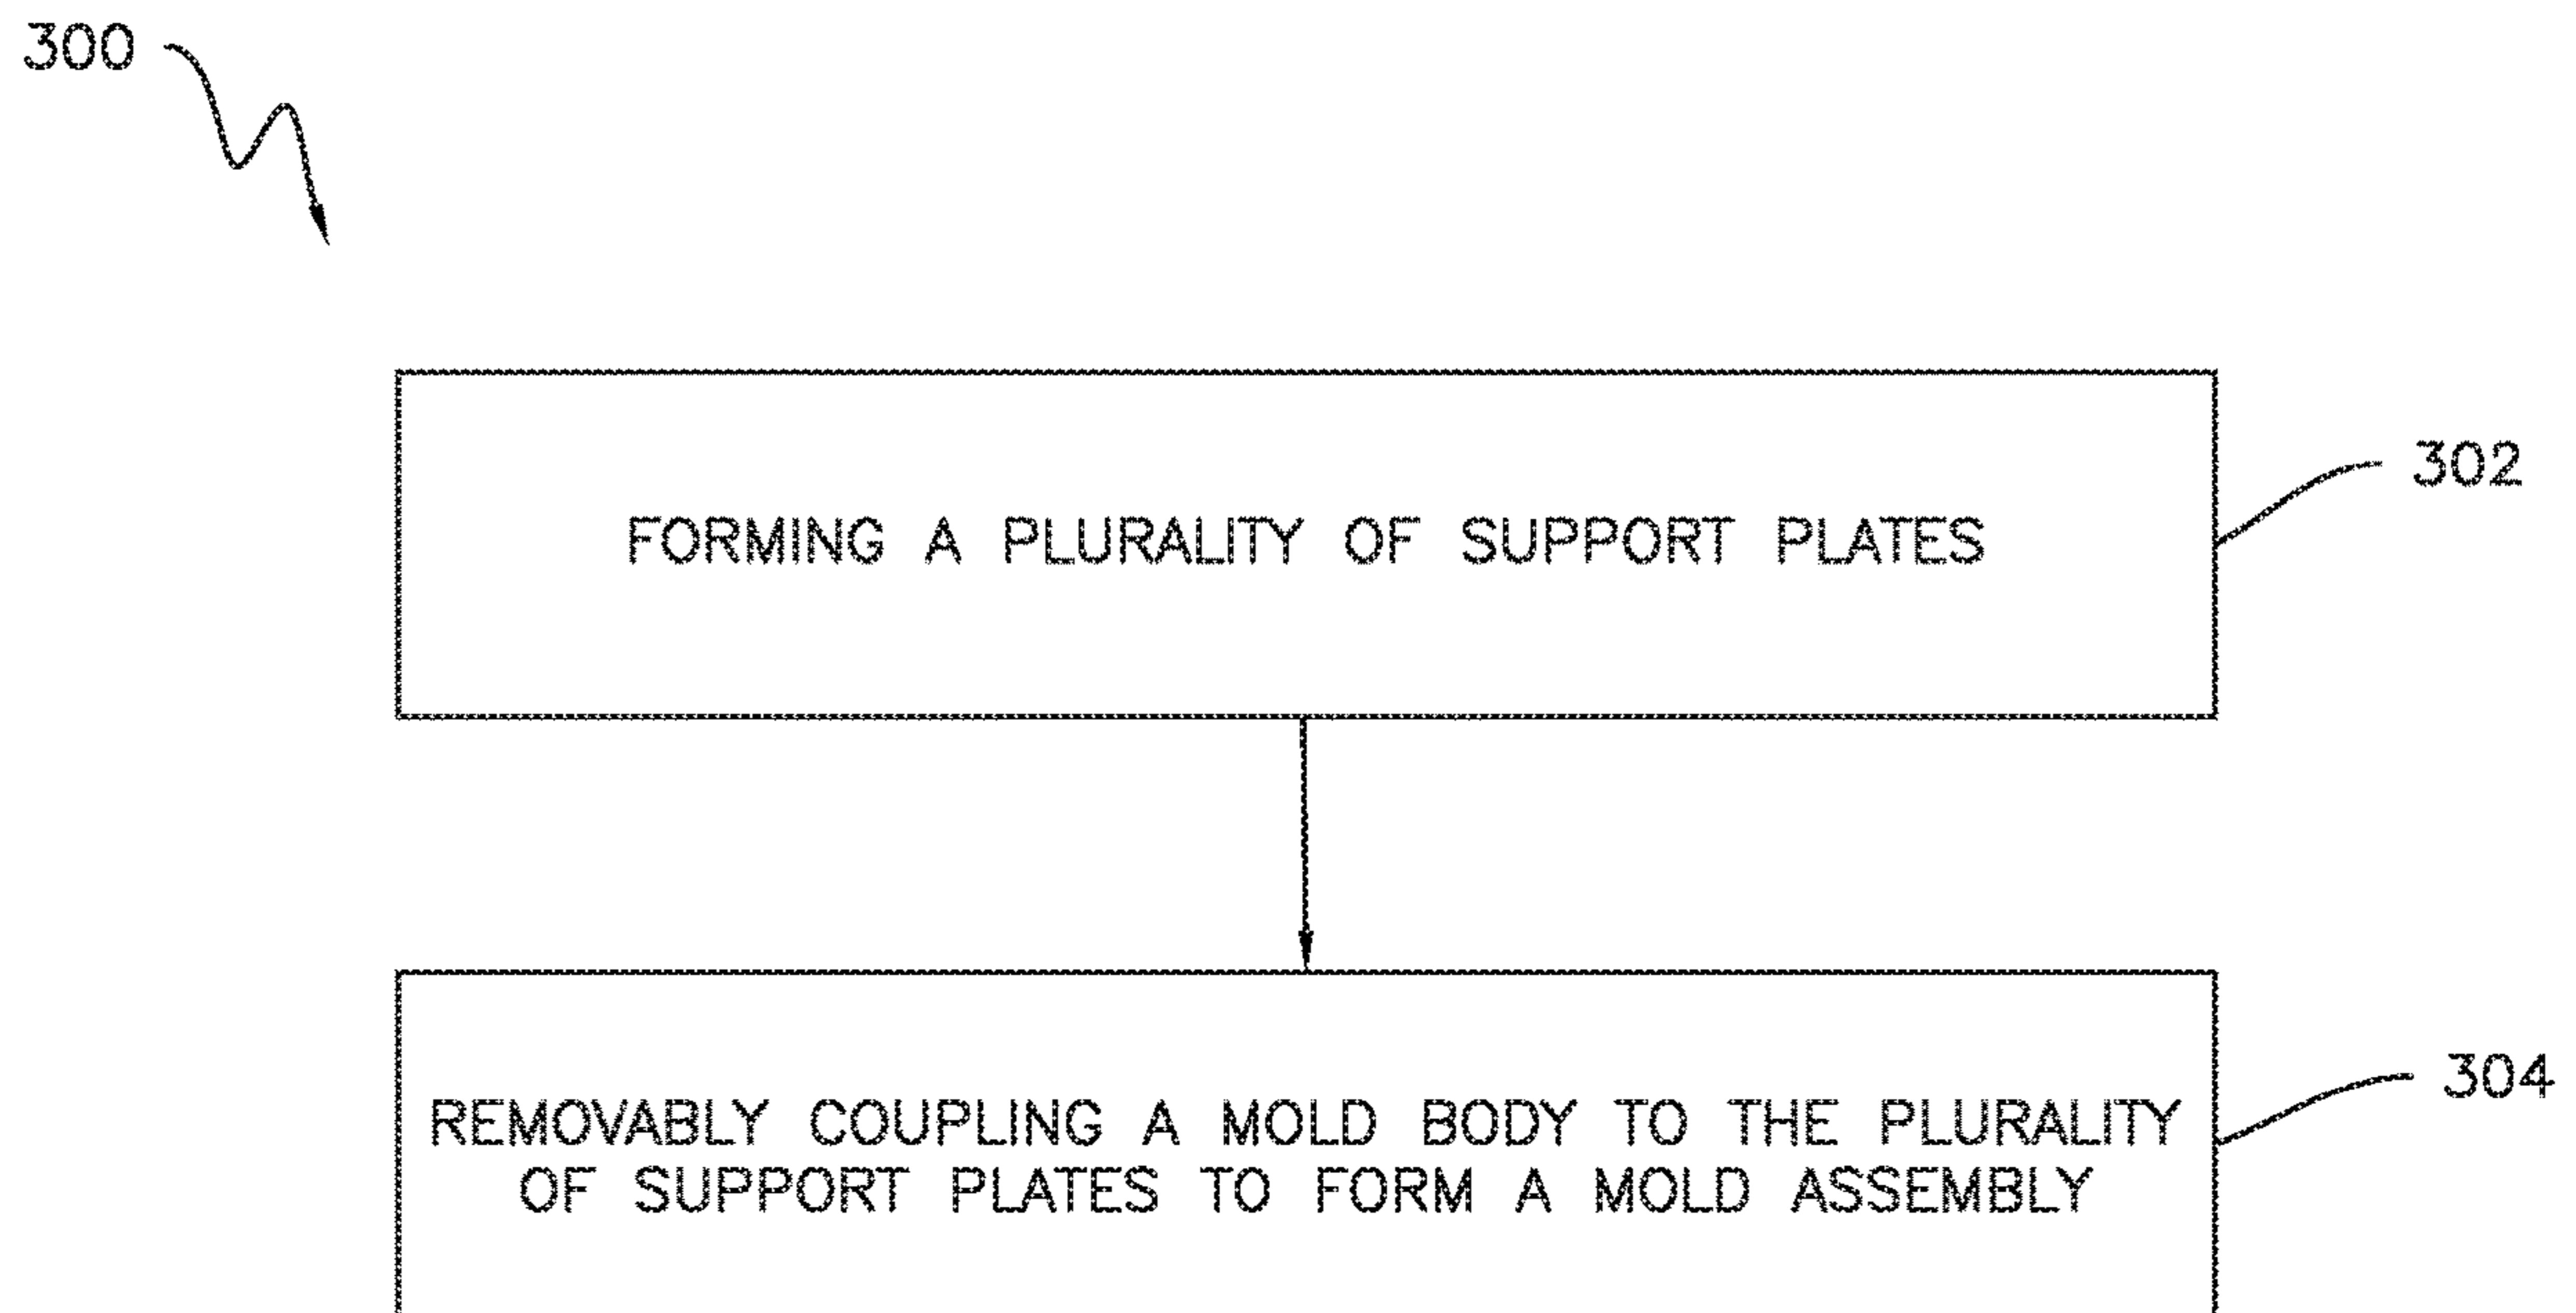 300
FORMING A PLURALITY OF SUPPORT PLATES
302
REMOVABLY COUPLING A MOLD BODY TO THE PLURALITY
OF SUPPORT PLATES TO FORM A MOLD ASSEMBLY
304